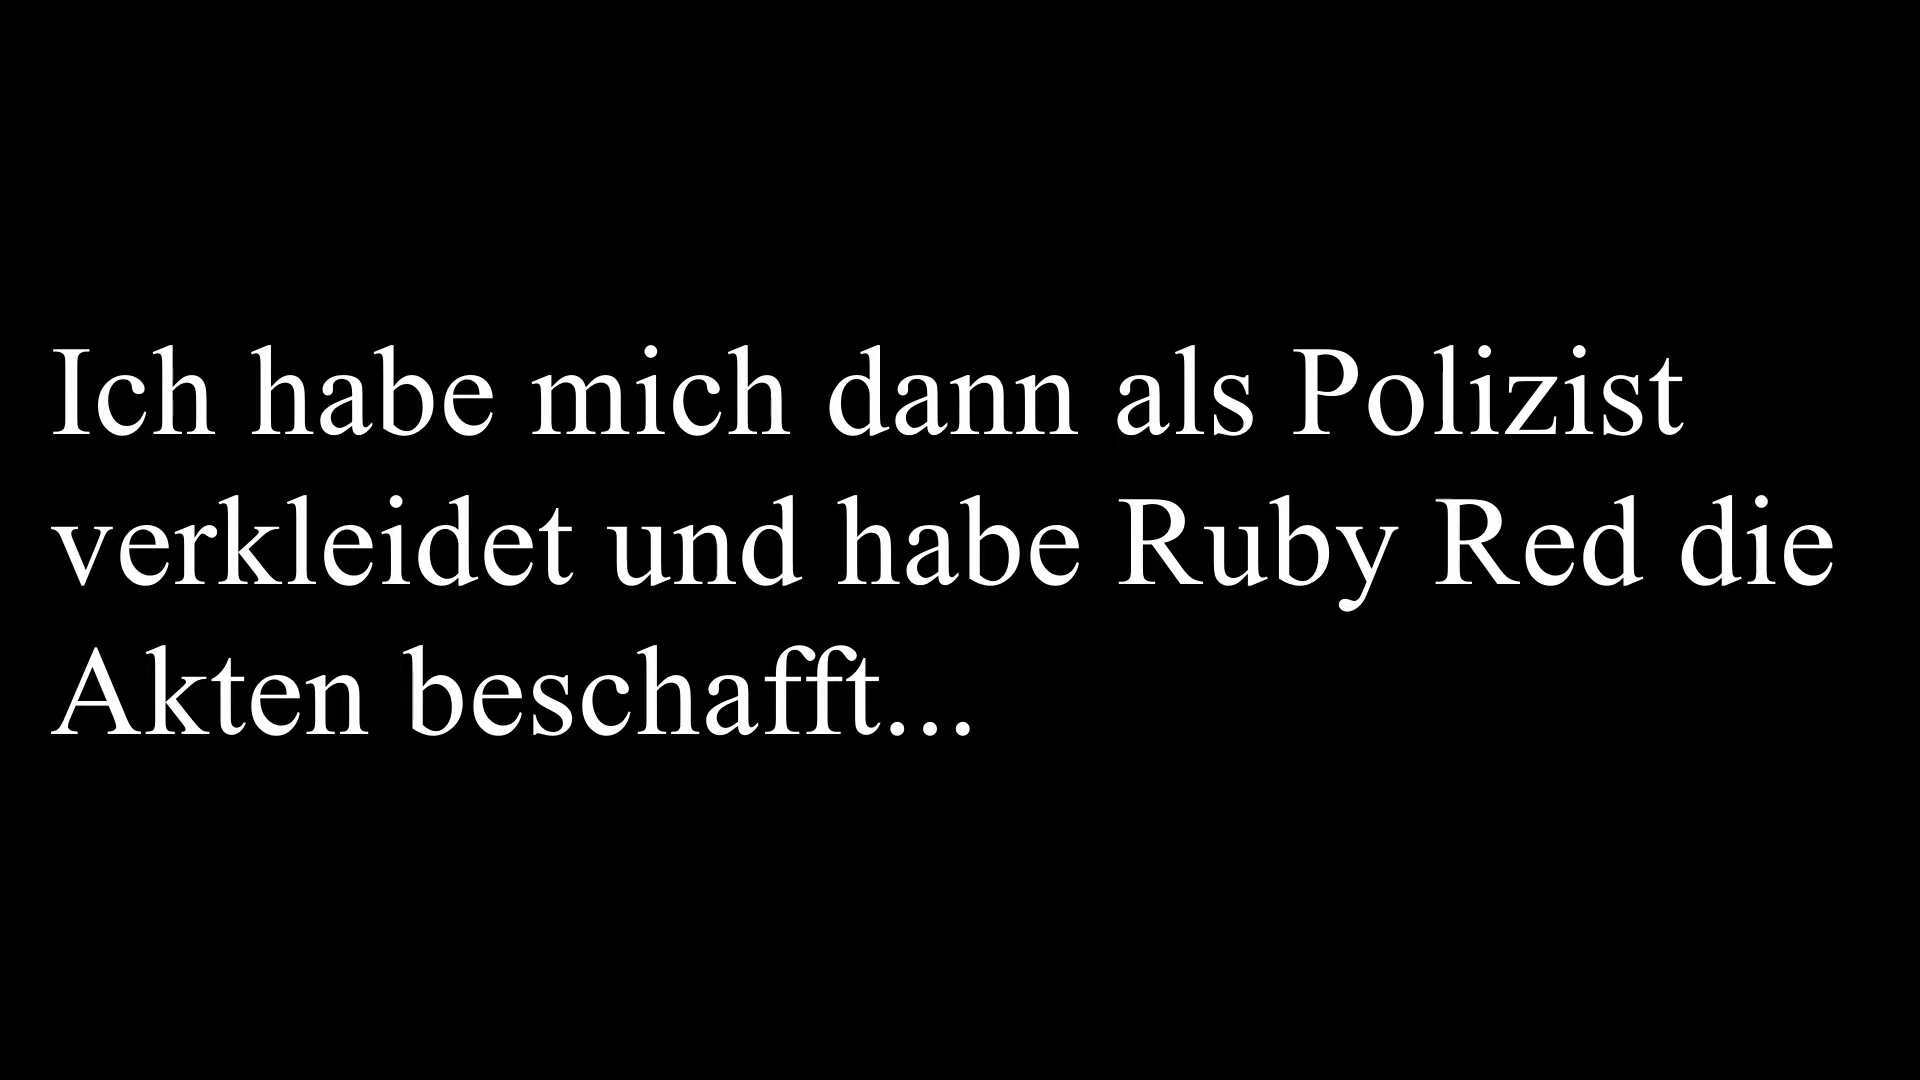 Ich habe mich dann als Polizist
verkleidet und habe Ruby Red die
Akten beschafft...